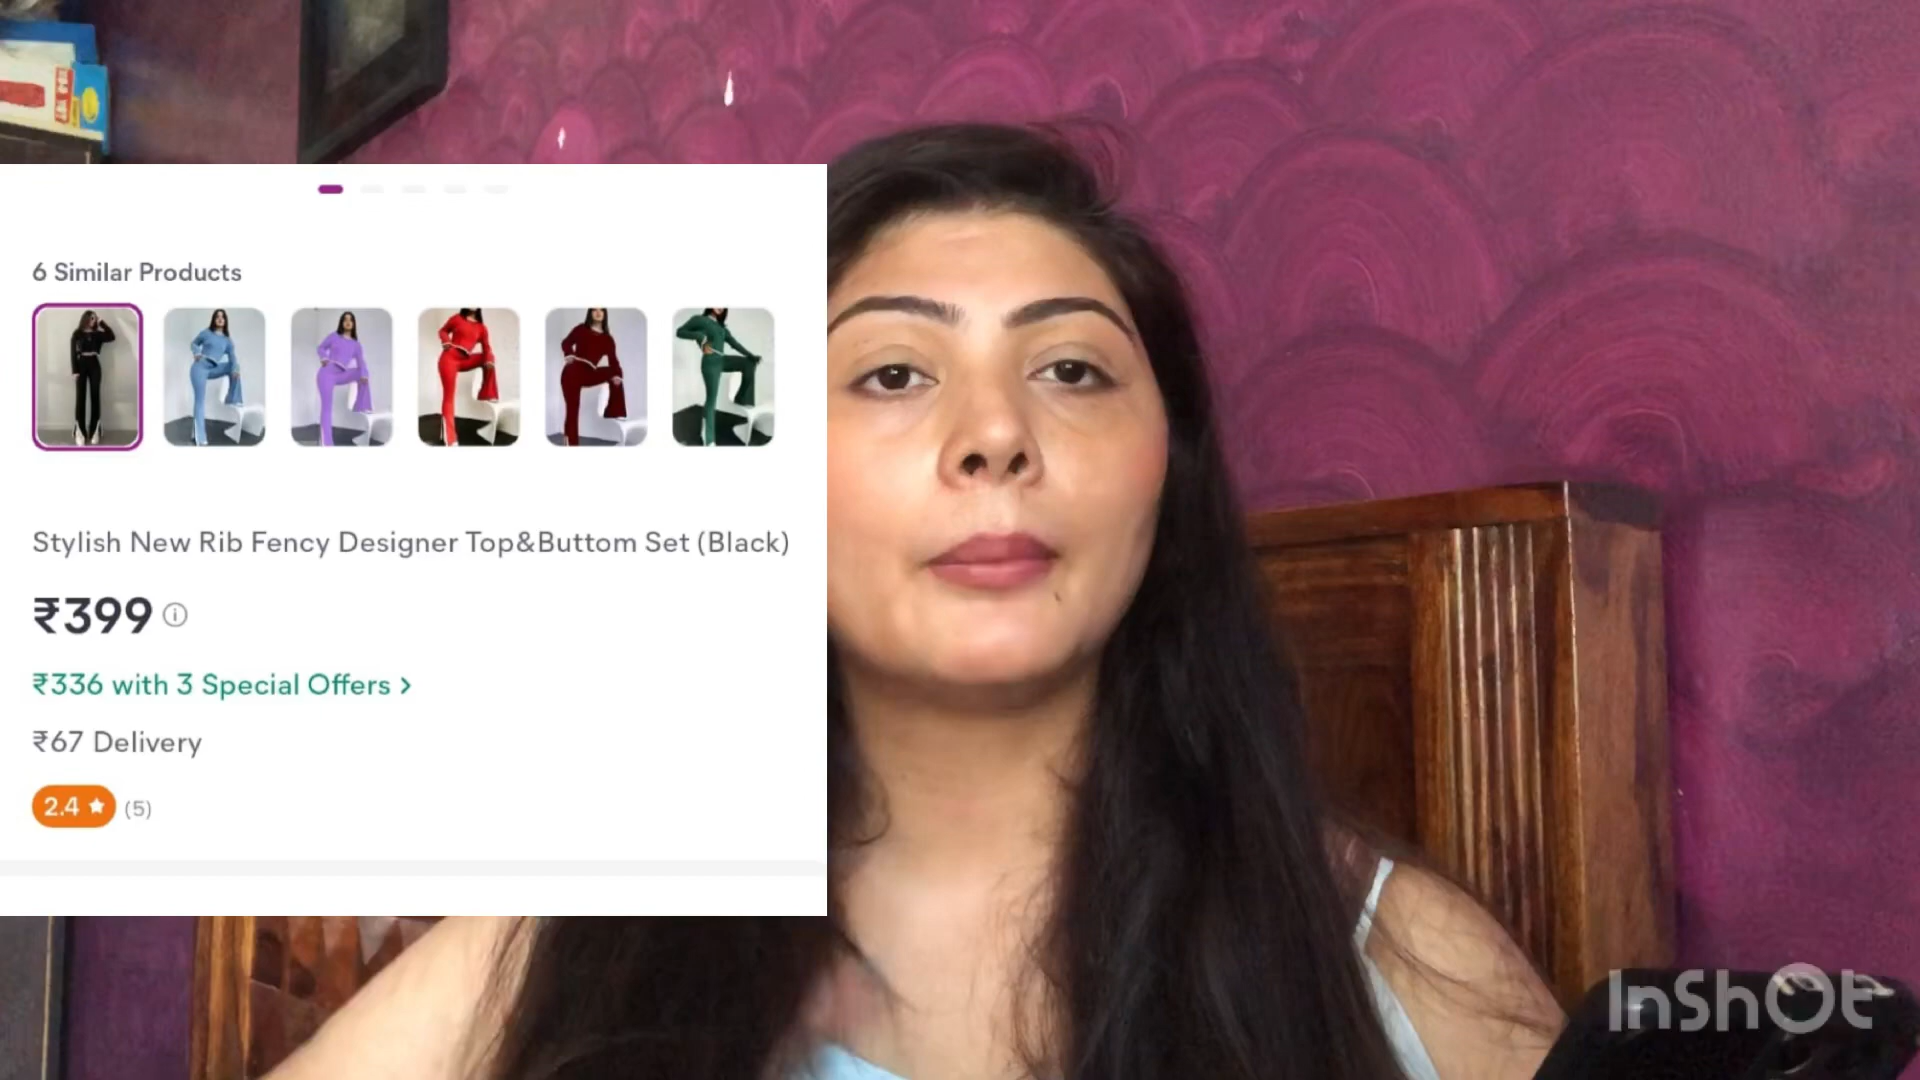 6 Similar Products
Stylish New Rib Fency Designer Top&Buttom Set (Black)
₹399
₹336 with 3 Special Offers >
₹67 Delivery
2.4 ★ (5)
InShOt